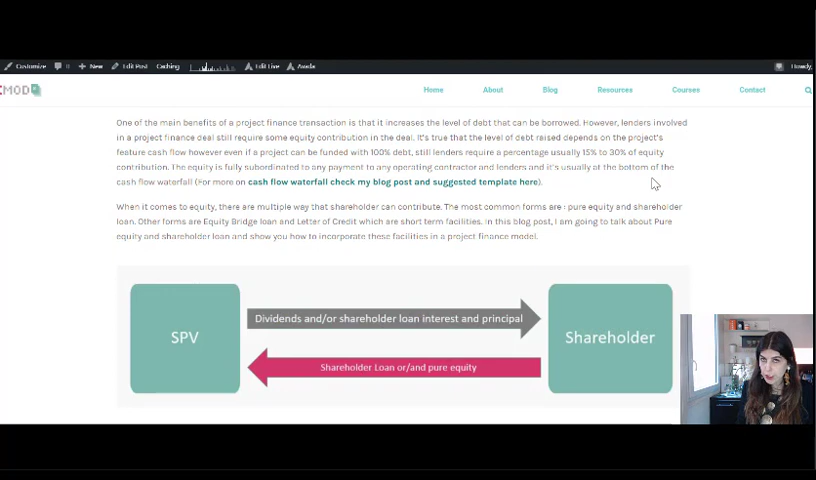 Customize 0 New Edit Post Caching Edit Live Avada Howdy,
MOD Home About Blog Resources Courses Contact
One of the main benefits of a project finance transaction is that it increases the level of debt that can be borrowed. However, lenders involved
in a project finance deal still require some equity contribution in the deal. It's true that the level of debt raised depends on the project's
feature cash flow however even if a project can be funded with 100% debt, still lenders require a percentage usually 15% to 30% of equity
contribution. The equity is fully subordinated to any payment to any operating contractor and lenders and it's usually at the bottom of the
cash flow waterfall (For more on cash flow waterfall check my blog post and suggested template here).
When it comes to equity, there are multiple way that shareholder can contribute. The most common forms are : pure equity and shareholder
loan. Other forms are Equity Bridge loan and Letter of Credit which are short term facilities. In this blog post, I am going to talk about Pure
equity and shareholder loan and show you how to incorporate these facilities in a project finance model.
Dividends and/or shareholder loan interest and principal
SPV
Shareholder
Shareholder Loan or/and pure equity